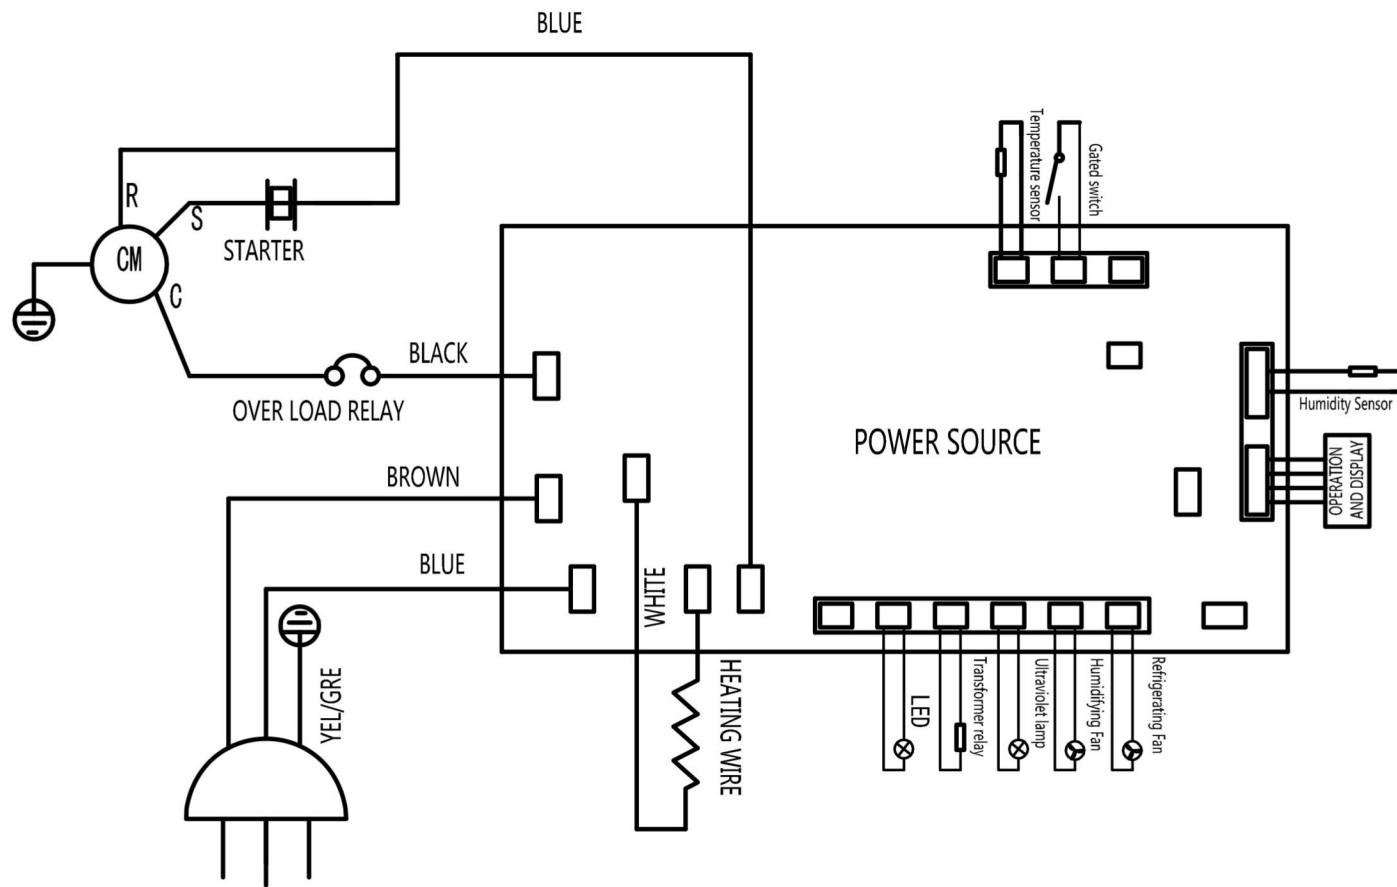 BLUE
R
S
STARTER
CM
C
BLACK
OVER LOAD RELAY
Temperature sensor
Gated switch
Humidity Sensor
POWER SOURCE
OPERATION
AND DISPLAY
BROWN
BLUE
WHITE
YEL/GRE
HEATING WIRE
LED
Transformer relay
Ultraviolet lamp
Humidifying Fan
Refrigerating Fan